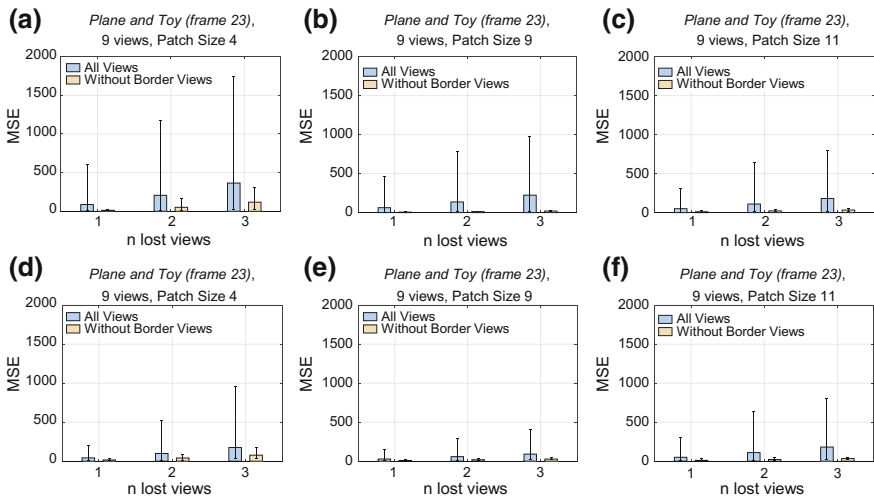 (a)
Plane and Toy (frame 23),
9 views, Patch Size 4
2000
1500
1000
500
0
MSE
All Views
Without Border Views
1 2 3
n lost views
(b)
Plane and Toy (frame 23),
9 views, Patch Size 9
2000
1500
1000
500
0
MSE
All Views
Without Border Views
1 2 3
n lost views
(c)
Plane and Toy (frame 23),
9 views, Patch Size 11
2000
1500
1000
500
0
MSE
All Views
Without Border Views
1 2 3
n lost views
(d)
Plane and Toy (frame 23),
9 views, Patch Size 4
2000
1500
1000
500
0
MSE
All Views
Without Border Views
1 2 3
n lost views
(e)
Plane and Toy (frame 23),
9 views, Patch Size 9
2000
1500
1000
500
0
MSE
All Views
Without Border Views
1 2 3
n lost views
(f)
Plane and Toy (frame 23),
9 views, Patch Size 11
2000
1500
1000
500
0
MSE
All Views
Without Border Views
1 2 3
n lost views